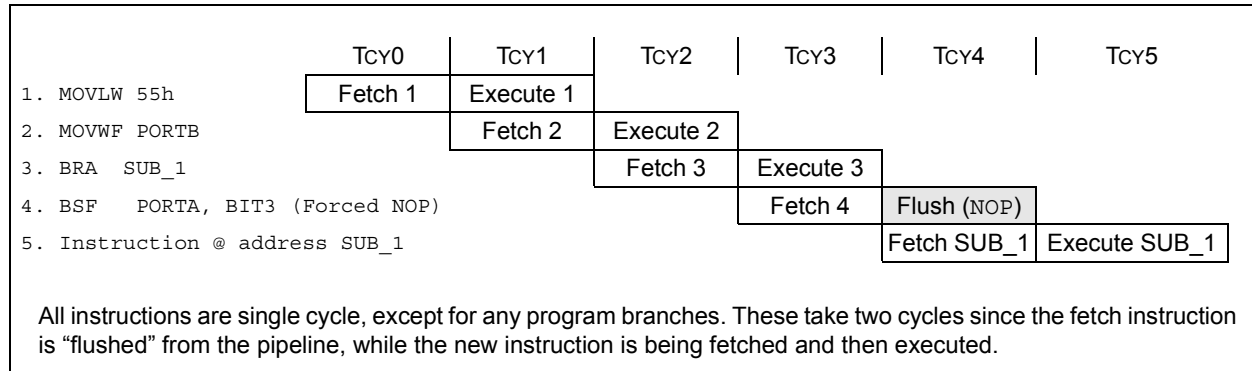 TCY0 TCY1 TCY2 TCY3 TCY4 TCY5
1. MOVLW 55h Fetch 1 Execute 1
2. MOVWF PORTB Fetch 2 Execute 2
3. BRA SUB_1 Fetch 3 Execute 3
4. BSF PORTA, BIT3 (Forced NOP) Fetch 4 Flush (NOP)
5. Instruction @ address SUB_1 Fetch SUB_1 Execute SUB_1
All instructions are single cycle, except for any program branches. These take two cycles since the fetch instruction
is “flushed” from the pipeline, while the new instruction is being fetched and then executed.